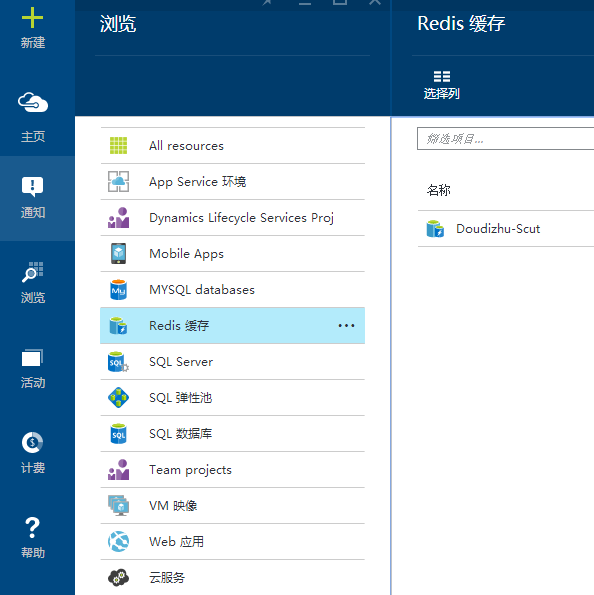 新建
主页
通知
浏览
活动
计费
帮助
浏览
All resources
App Service 环境
Dynamics Lifecycle Services Proj
Mobile Apps
MYSQL databases
Redis 缓存
SQL Server
SQL 弹性池
SQL 数据库
Team projects
VM 映像
Web 应用
云服务
Redis 缓存
选择列
筛选项目...
名称
Doudizhu-Scut